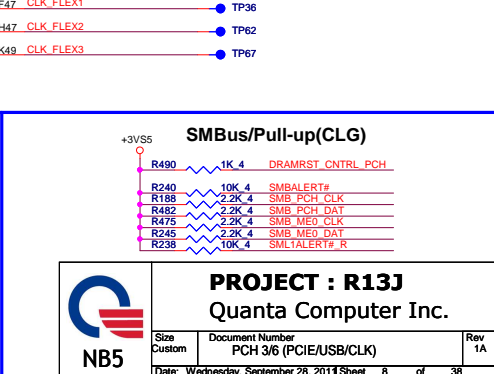 F47 CLK_FLEX1 TP36
H47 CLK_FLEX2 TP62
K49 CLK_FLEX3 TP67
SMBus/Pull-up(CLG)
+3VS5
R490 1K_4 DRAMRST_CNTRL_PCH
R240 10K_4 SMBALERT#
R188 2.2K_4 SMB_PCH_CLK
R482 2.2K_4 SMB_PCH_DAT
R475 2.2K_4 SMB_ME0_CLK
R245 2.2K_4 SMB_ME0_DAT
R238 10K_4 SML1ALERT#_R
PROJECT : R13J
Quanta Computer Inc.
NB5
Size Document Number Rev
Custom PCH 3/6 (PCIE/USB/CLK) 1A
Date: Wednesday, September 28, 2011 Sheet 8 of 38